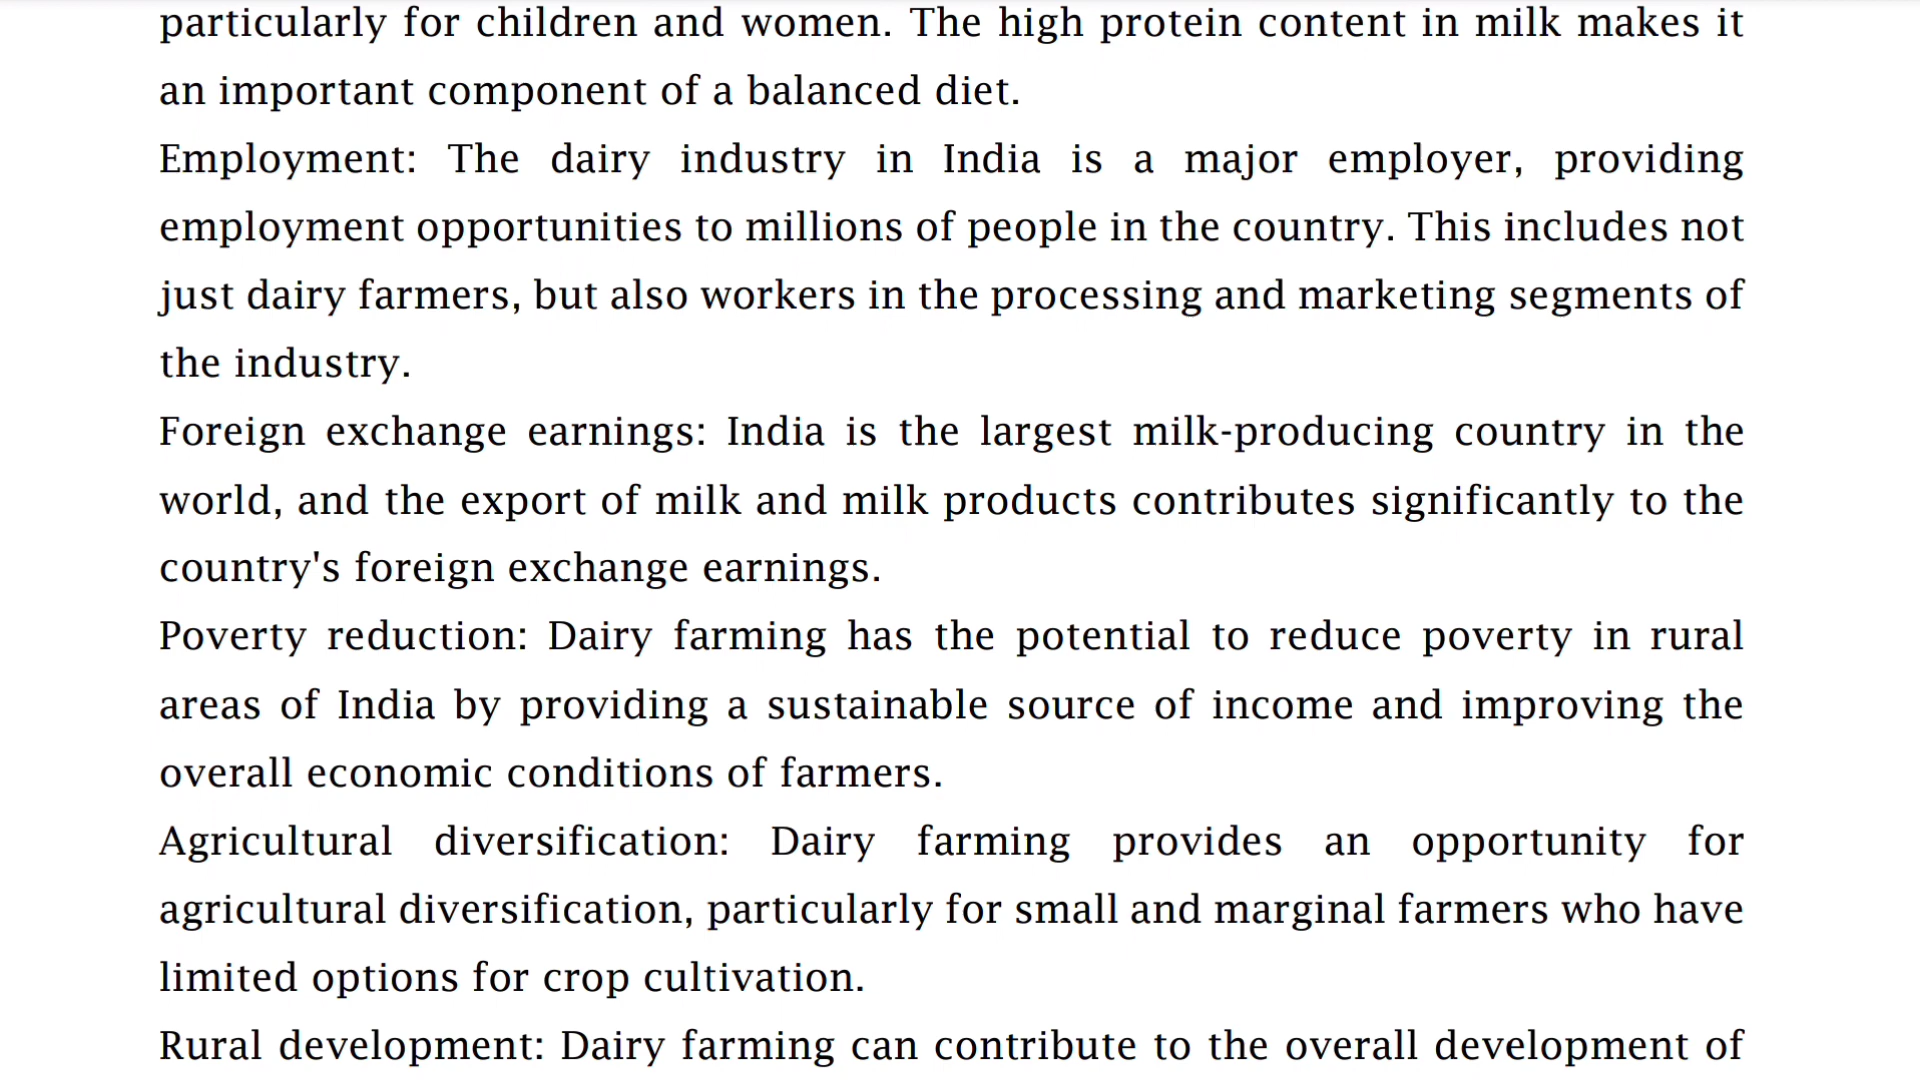 particularly for children and women. The high protein content in milk makes it
an important component of a balanced diet.
Employment: The dairy industry in India is a major employer, providing
employment opportunities to millions of people in the country. This includes not
just dairy farmers, but also workers in the processing and marketing segments of
the industry.
Foreign exchange earnings: India is the largest milk-producing country in the
world, and the export of milk and milk products contributes significantly to the
country's foreign exchange earnings.
Poverty reduction: Dairy farming has the potential to reduce poverty in rural
areas of India by providing a sustainable source of income and improving the
overall economic conditions of farmers.
Agricultural diversification: Dairy farming provides an opportunity for
agricultural diversification, particularly for small and marginal farmers who have
limited options for crop cultivation.
Rural development: Dairy farming can contribute to the overall development of